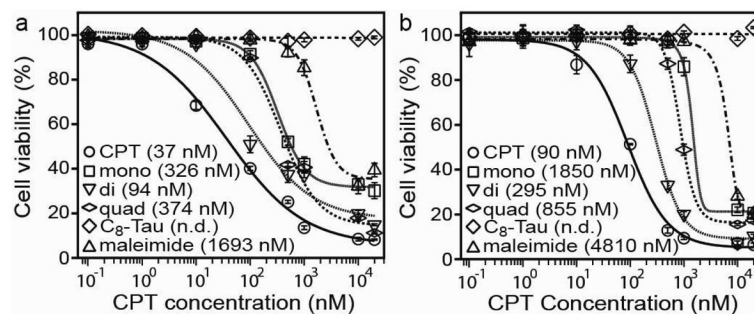 a
Cell viability (%)
100
80
60
40
20
0
CPT (37 nM)
mono (326 nM)
di (94 nM)
quad (374 nM)
C₈-Tau (n.d.)
maleimide (1693 nM)
10⁻¹ 10⁰ 10¹ 10² 10³ 10⁴
CPT concentration (nM)
b
Cell viability (%)
100
80
60
40
20
0
CPT (90 nM)
mono (1850 nM)
di (295 nM)
quad (855 nM)
C₈-Tau (n.d.)
maleimide (4810 nM)
10⁻¹ 10⁰ 10¹ 10² 10³ 10⁴
CPT Concentration (nM)